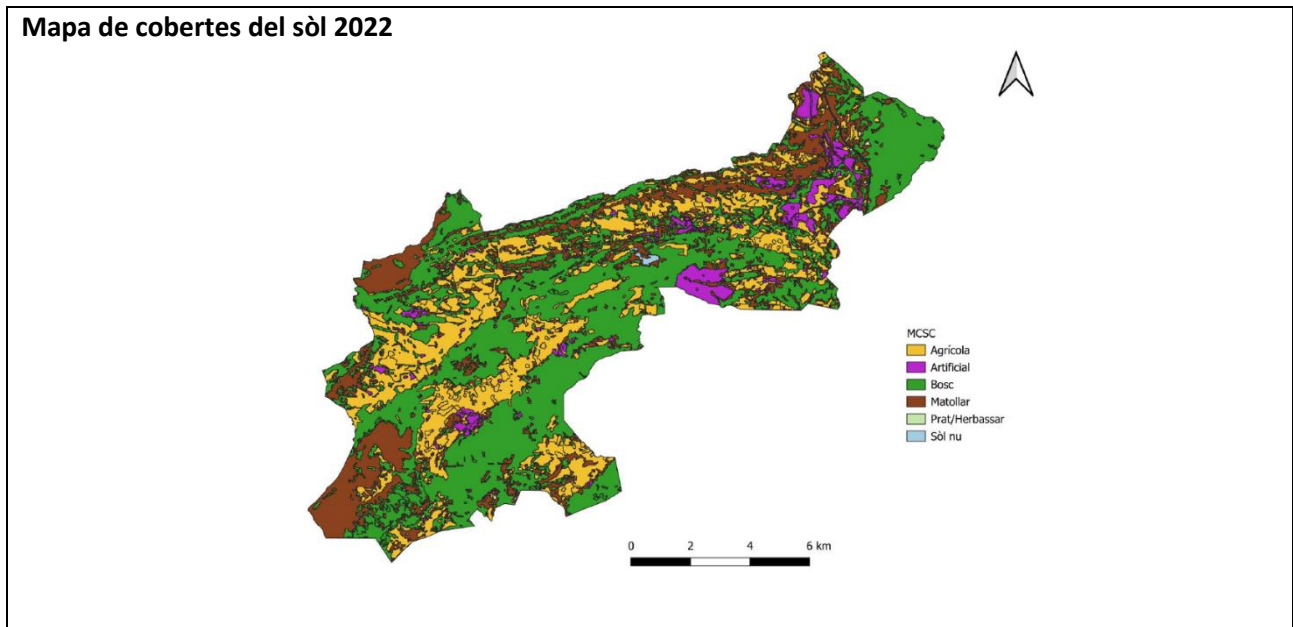 Mapa de cobertes del sòl 2022
MCSC
Agrícola
Artificial
Bosc
Matollar
Prat/Herbassar
Sòl nu
0 2 4 6 km